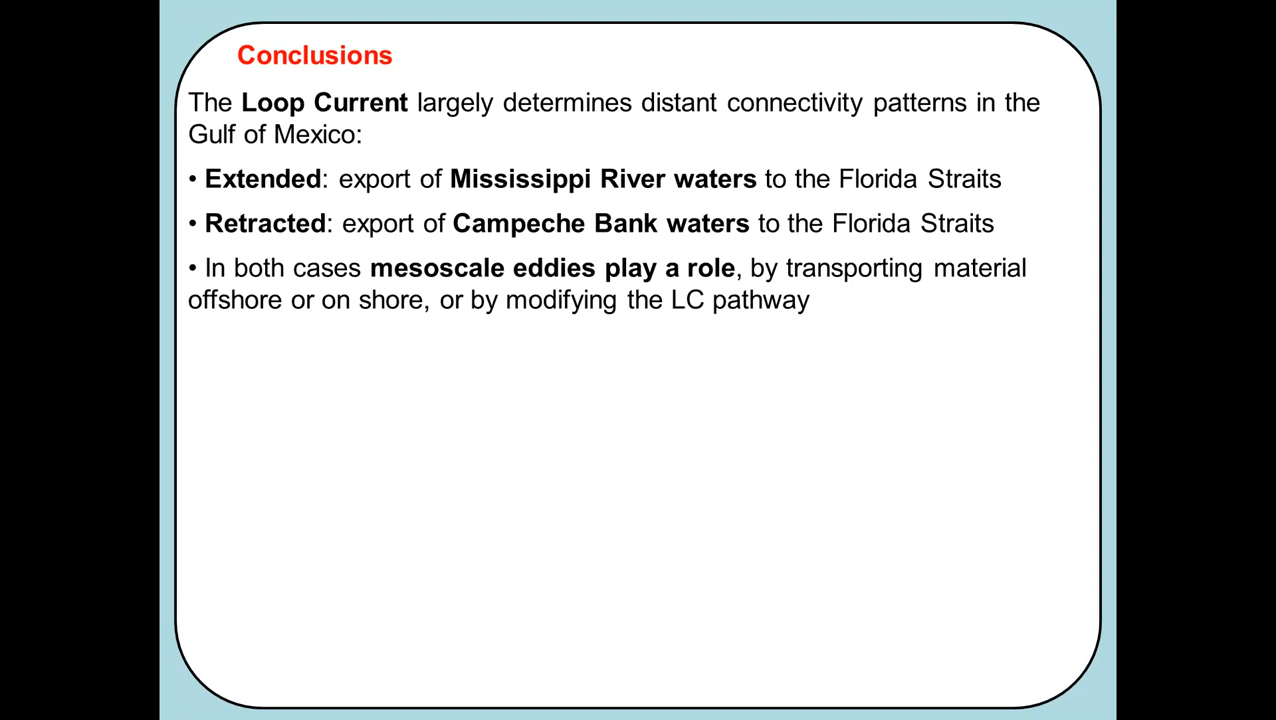 Conclusions
The Loop Current largely determines distant connectivity patterns in the
Gulf of Mexico:
• Extended: export of Mississippi River waters to the Florida Straits
• Retracted: export of Campeche Bank waters to the Florida Straits
• In both cases mesoscale eddies play a role, by transporting material
offshore or on shore, or by modifying the LC pathway